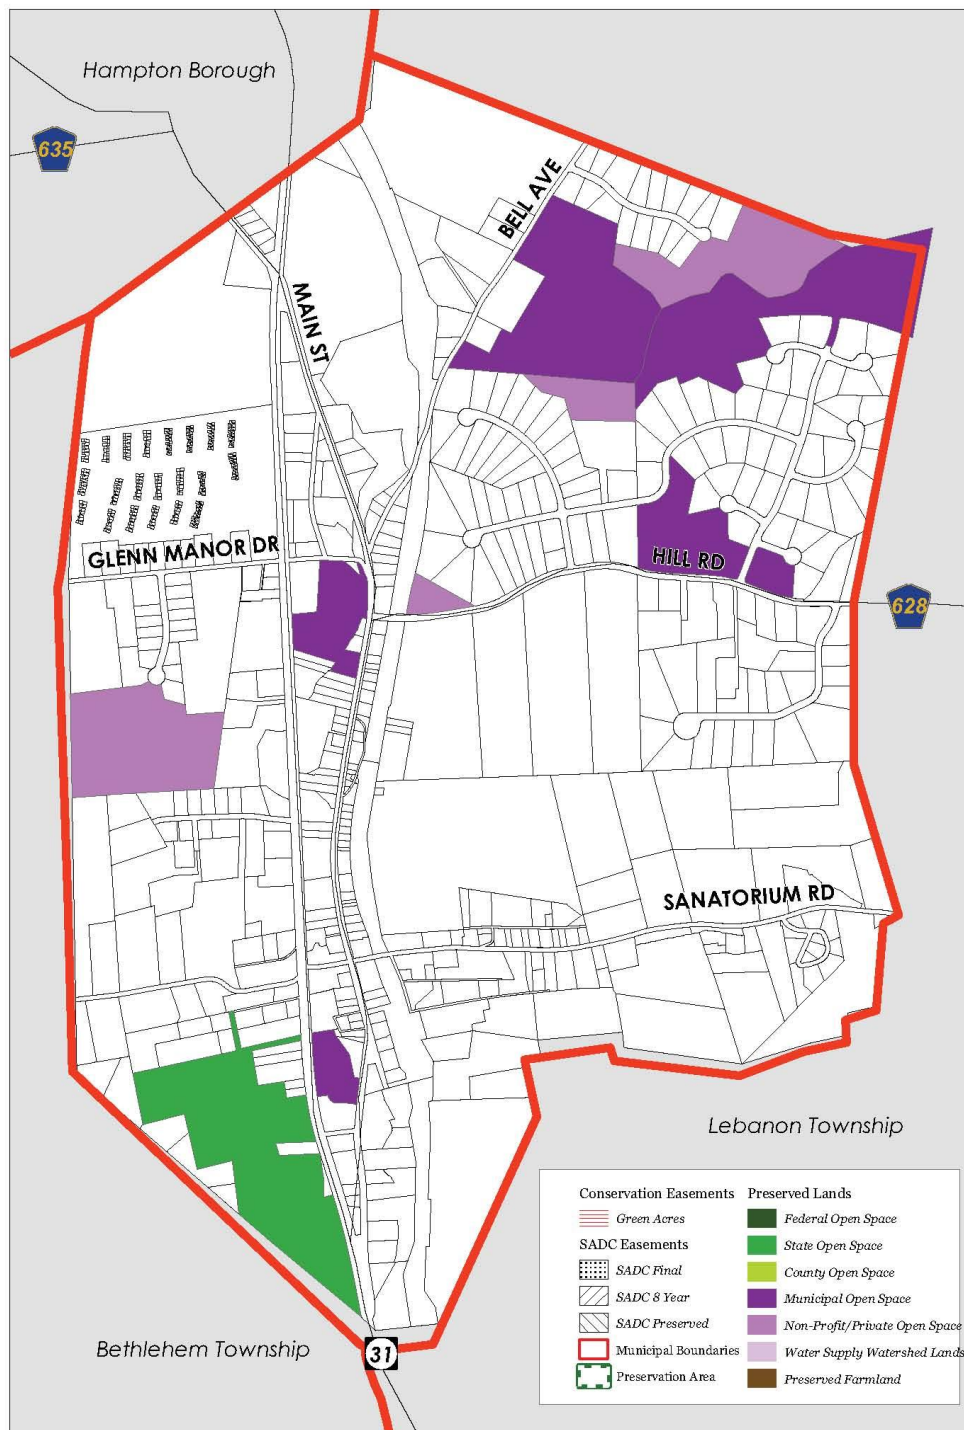 Hampton Borough
635
BELL AVE
MAIN ST
GLENN MANOR DR
HILL RD
628
SANATORIUM RD
Lebanon Township
Bethlehem Township
31
Conservation Easements
Green Acres
SADC Easements
SADC Final
SADC 8 Year
SADC Preserved
Municipal Boundaries
Preservation Area
Preserved Lands
Federal Open Space
State Open Space
County Open Space
Municipal Open Space
Non-Profit/Private Open Space
Water Supply Watershed Lands
Preserved Farmland